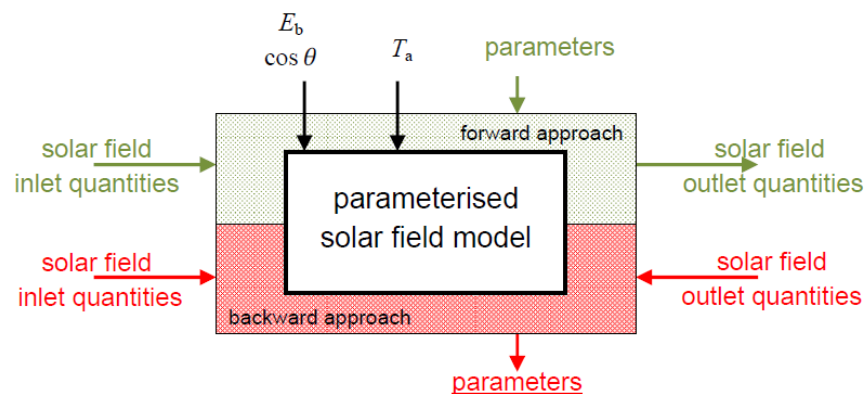 E_b
cos θ
T_a
parameters
forward approach
solar field
inlet quantities
solar field
outlet quantities
parameterised
solar field model
solar field
inlet quantities
solar field
outlet quantities
backward approach
parameters